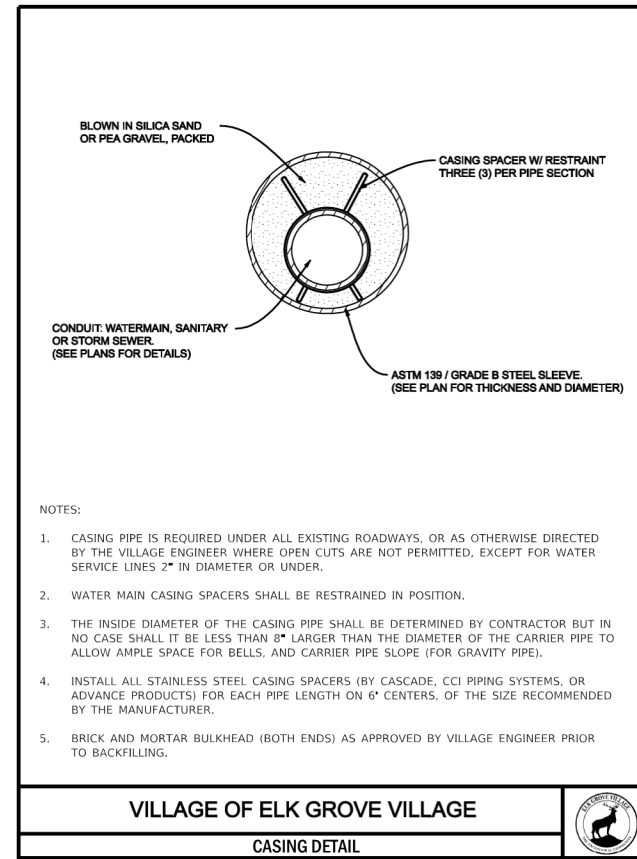 BLOWN IN SILICA SAND
OR PEA GRAVEL, PACKED
CASING SPACER W/ RESTRAINT
THREE (3) PER PIPE SECTION
CONDUIT: WATERMAIN, SANITARY
OR STORM SEWER.
(SEE PLANS FOR DETAILS)
ASTM 139 / GRADE B STEEL SLEEVE.
(SEE PLAN FOR THICKNESS AND DIAMETER)
NOTES:
1. CASING PIPE IS REQUIRED UNDER ALL EXISTING ROADWAYS, OR AS OTHERWISE DIRECTED
BY THE VILLAGE ENGINEER WHERE OPEN CUTS ARE NOT PERMITTED, EXCEPT FOR WATER
SERVICE LINES 2" IN DIAMETER OR UNDER.
2. WATER MAIN CASING SPACERS SHALL BE RESTRAINED IN POSITION.
3. THE INSIDE DIAMETER OF THE CASING PIPE SHALL BE DETERMINED BY CONTRACTOR BUT IN
NO CASE SHALL IT BE LESS THAN 8" LARGER THAN THE DIAMETER OF THE CARRIER PIPE TO
ALLOW AMPLE SPACE FOR BELLS, AND CARRIER PIPE SLOPE (FOR GRAVITY PIPE).
4. INSTALL ALL STAINLESS STEEL CASING SPACERS (BY CASCADE, CCI PIPING SYSTEMS, OR
ADVANCE PRODUCTS) FOR EACH PIPE LENGTH ON 6' CENTERS, OF THE SIZE RECOMMENDED
BY THE MANUFACTURER.
5. BRICK AND MORTAR BULKHEAD (BOTH ENDS) AS APPROVED BY VILLAGE ENGINEER PRIOR
TO BACKFILLING.
VILLAGE OF ELK GROVE VILLAGE
CASING DETAIL
ELK GROVE VILLAGE